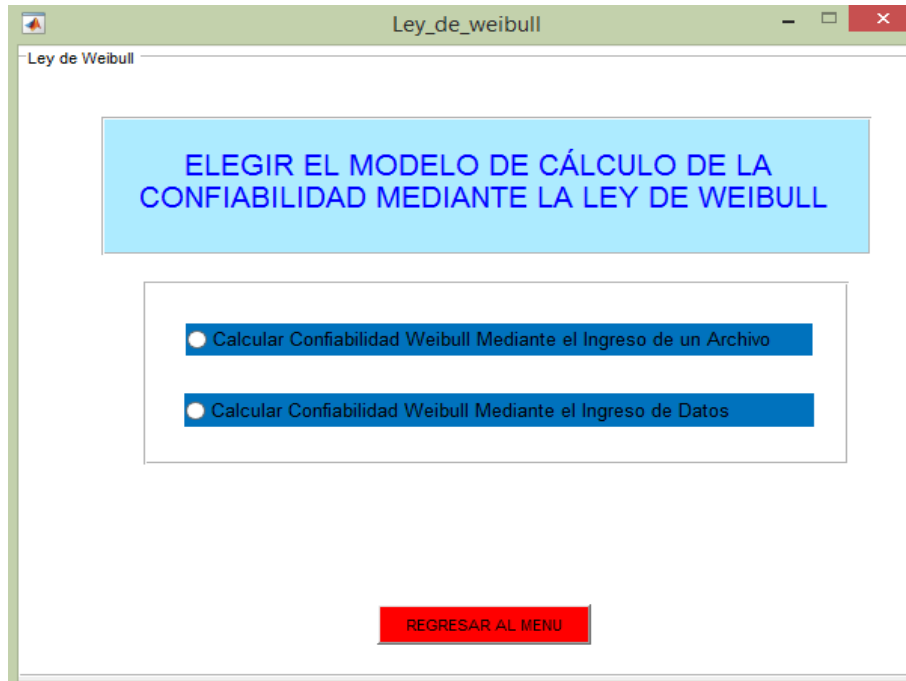 Ley_de_weibull
Ley de Weibull
ELEGIR EL MODELO DE CÁLCULO DE LA
CONFIABILIDAD MEDIANTE LA LEY DE WEIBULL
Calcular Confiabilidad Weibull Mediante el Ingreso de un Archivo
Calcular Confiabilidad Weibull Mediante el Ingreso de Datos
REGRESAR AL MENU